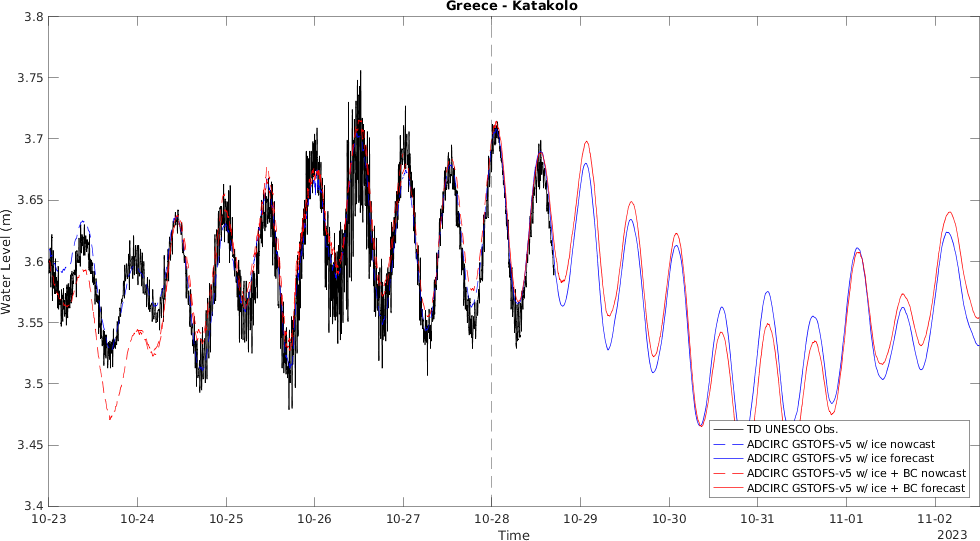 Greece - Katakolo
3.8
3.75
3.7
3.65
3.6
3.55
3.5
3.45
3.4
Water Level (m)
10-23 10-24 10-25 10-26 10-27 10-28 10-29 10-30 10-31 11-01 11-02
Time
2023
TD UNESCO Obs.
ADCIRC GSTOFS-v5 w/ ice nowcast
ADCIRC GSTOFS-v5 w/ ice forecast
ADCIRC GSTOFS-v5 w/ ice + BC nowcast
ADCIRC GSTOFS-v5 w/ ice + BC forecast